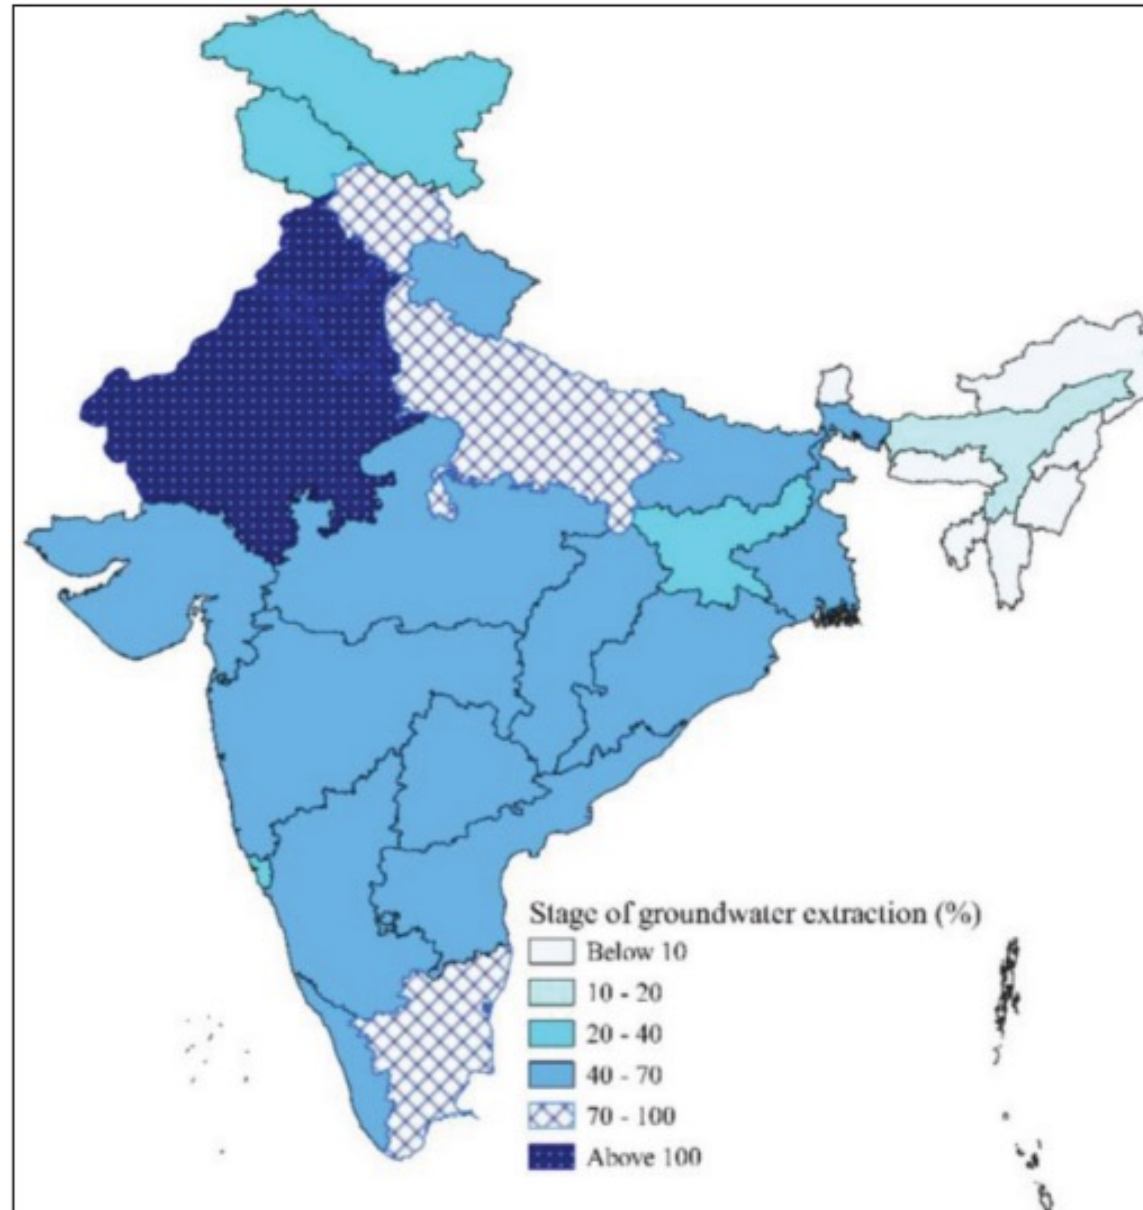 Stage of groundwater extraction (%)
Below 10
10 - 20
20 - 40
40 - 70
70 - 100
Above 100